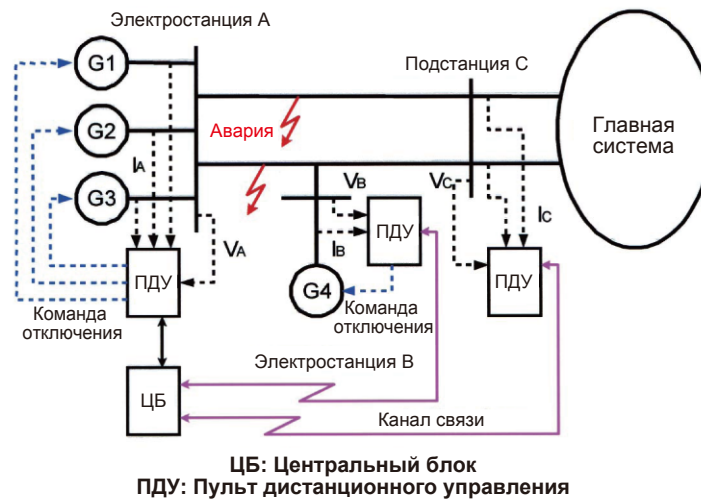 Электростанция А
G1
Подстанция С
G2
Авария
Главная
система
IA
G3
VB
VC
VA
ПДУ
IB
ПДУ
IC
ПДУ
G4
Команда
отключения
Команда
отключения
Электростанция В
ЦБ
Канал связи
ЦБ: Центральный блок
ПДУ: Пульт дистанционного управления